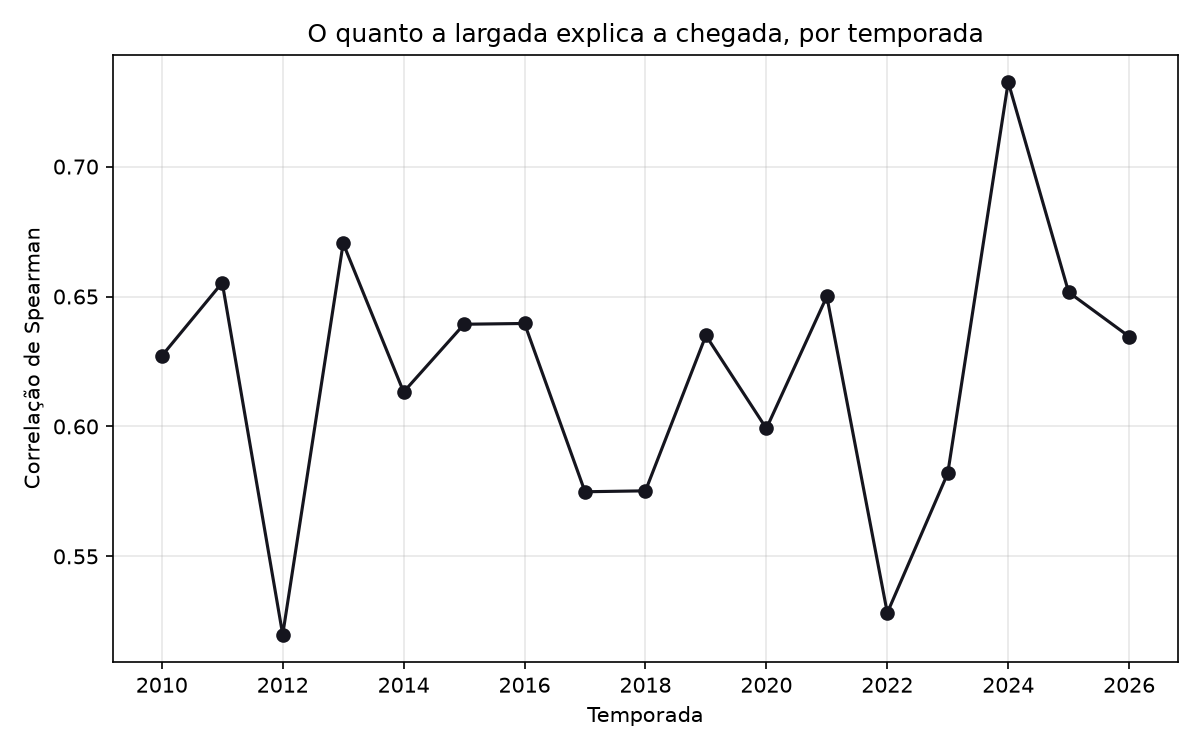 O quanto a largada explica a chegada, por temporada
Correlação de Spearman
0.70
0.65
0.60
0.55
2010 2012 2014 2016 2018 2020 2022 2024 2026
Temporada